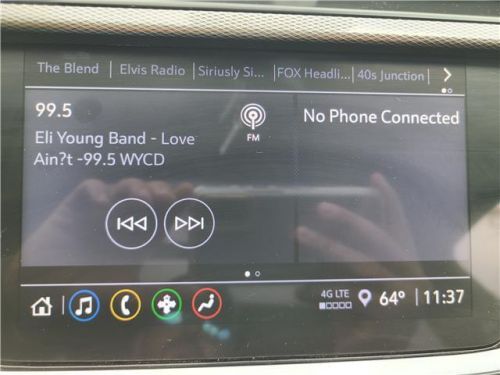 The Blend | Elvis Radio | Siriusly Si... | FOX Headli... | 40s Junction
99.5
FM
No Phone Connected
Eli Young Band - Love
Ain?t -99.5 WYCD
4G LTE
64° 11:37